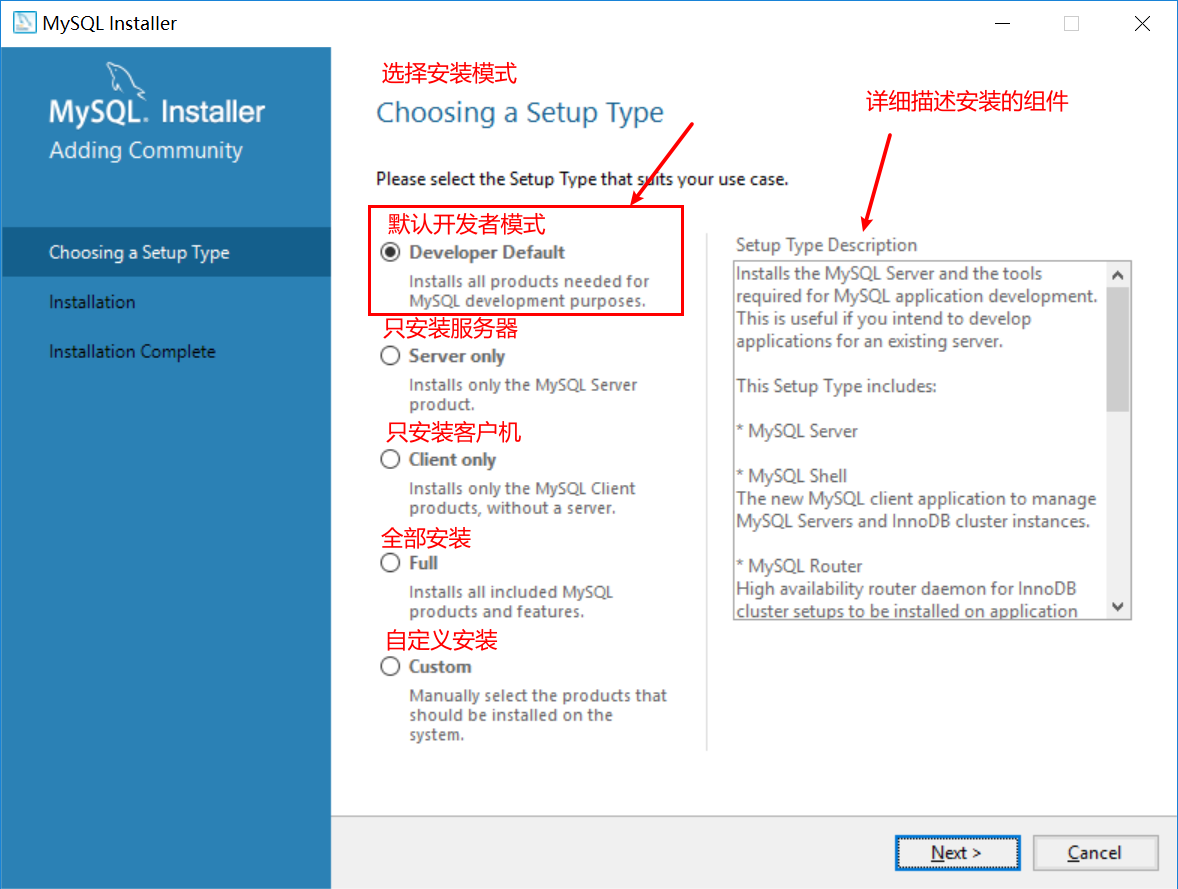 MySQL Installer
MySQL. Installer
Adding Community
Choosing a Setup Type
Installation
Installation Complete
选择安装模式
Choosing a Setup Type
详细描述安装的组件
Please select the Setup Type that suits your use case.
默认开发者模式
Developer Default
Installs all products needed for
MySQL development purposes.
只安装服务器
Server only
Installs only the MySQL Server
product.
只安装客户机
Client only
Installs only the MySQL Client
products, without a server.
全部安装
Full
Installs all included MySQL
products and features.
自定义安装
Custom
Manually select the products that
should be installed on the
system.
Setup Type Description
Installs the MySQL Server and the tools
required for MySQL application development.
This is useful if you intend to develop
applications for an existing server.
This Setup Type includes:
* MySQL Server
* MySQL Shell
The new MySQL client application to manage
MySQL Servers and InnoDB cluster instances.
* MySQL Router
High availability router daemon for InnoDB
cluster setups to be installed on application
Next >
Cancel